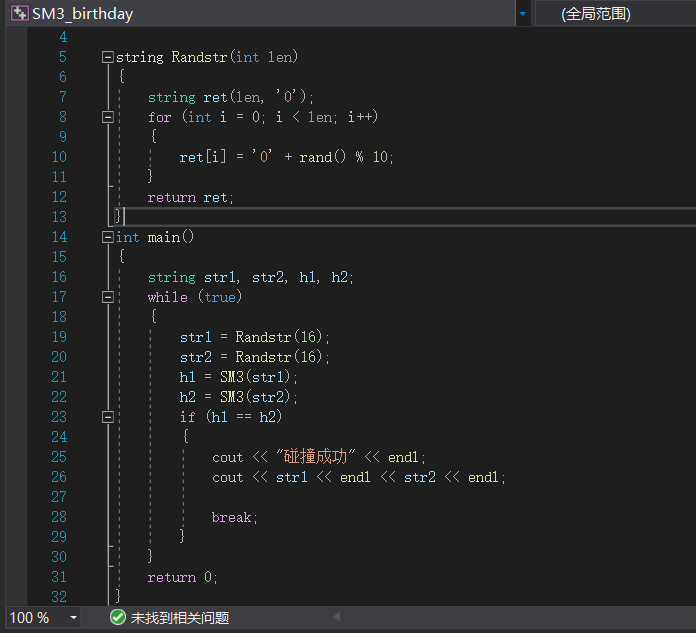 SM3_birthday (全局范围)
4
5 string Randstr(int len)
6 {
7 string ret(len, '0');
8 for (int i = 0; i < len; i++)
9 {
10 ret[i] = '0' + rand() % 10;
11 }
12 return ret;
13 }
14 int main()
15 {
16 string str1, str2, h1, h2;
17 while (true)
18 {
19 str1 = Randstr(16);
20 str2 = Randstr(16);
21 h1 = SM3(str1);
22 h2 = SM3(str2);
23 if (h1 == h2)
24 {
25 cout << "碰撞成功" << endl;
26 cout << str1 << endl << str2 << endl;
27
28 break;
29 }
30 }
31 return 0;
32 }
100 % 未找到相关问题